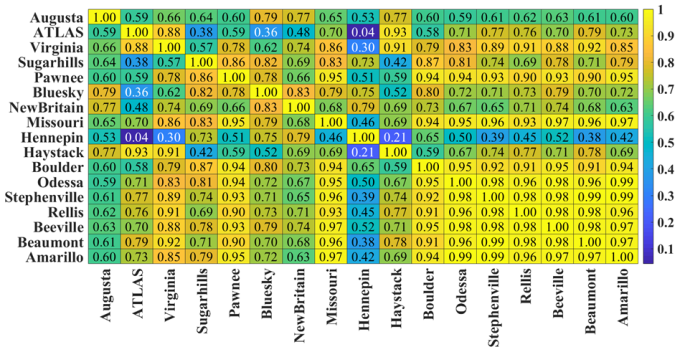 Augusta 1.00 0.59 0.66 0.64 0.60 0.79 0.77 0.65 0.53 0.77 0.60 0.59 0.61 0.62 0.63 0.61 0.60
ATLAS 0.59 1.00 0.88 0.38 0.59 0.36 0.48 0.70 0.04 0.93 0.58 0.71 0.77 0.76 0.70 0.79 0.73
Virginia 0.66 0.88 1.00 0.57 0.78 0.62 0.74 0.86 0.30 0.91 0.79 0.83 0.89 0.91 0.88 0.92 0.85
Sugarhills 0.64 0.38 0.57 1.00 0.86 0.82 0.69 0.83 0.73 0.42 0.87 0.81 0.74 0.69 0.78 0.71 0.79
Pawnee 0.60 0.59 0.78 0.86 1.00 0.78 0.66 0.95 0.51 0.59 0.94 0.94 0.93 0.90 0.93 0.90 0.95
Bluesky 0.79 0.36 0.62 0.82 0.78 1.00 0.83 0.79 0.75 0.52 0.80 0.72 0.71 0.73 0.79 0.70 0.72
NewBritain 0.77 0.48 0.74 0.69 0.66 0.83 1.00 0.68 0.79 0.69 0.73 0.67 0.65 0.71 0.74 0.68 0.63
Missouri 0.65 0.70 0.86 0.83 0.95 0.79 0.68 1.00 0.46 0.69 0.94 0.95 0.96 0.93 0.97 0.96 0.97
Hennepin 0.53 0.04 0.30 0.73 0.51 0.75 0.79 0.46 1.00 0.21 0.65 0.50 0.39 0.45 0.52 0.38 0.42
Haystack 0.77 0.93 0.91 0.42 0.59 0.52 0.69 0.69 0.21 1.00 0.59 0.67 0.74 0.77 0.71 0.78 0.69
Boulder 0.60 0.58 0.79 0.87 0.94 0.80 0.73 0.94 0.65 0.59 1.00 0.95 0.92 0.91 0.95 0.91 0.94
Odessa 0.59 0.71 0.83 0.81 0.94 0.72 0.67 0.95 0.50 0.67 0.95 1.00 0.98 0.96 0.98 0.96 0.99
Stephenville 0.61 0.77 0.89 0.74 0.93 0.71 0.65 0.96 0.39 0.74 0.92 0.98 1.00 0.98 0.98 0.99 0.99
Rellis 0.62 0.76 0.91 0.69 0.90 0.73 0.71 0.93 0.45 0.77 0.91 0.96 0.98 1.00 0.98 0.98 0.96
Beeville 0.63 0.70 0.88 0.78 0.93 0.79 0.74 0.97 0.52 0.71 0.95 0.98 0.98 0.98 1.00 0.98 0.97
Beaumont 0.61 0.79 0.92 0.71 0.90 0.70 0.68 0.96 0.38 0.78 0.91 0.96 0.99 0.98 0.98 1.00 0.97
Amarillo 0.60 0.73 0.85 0.79 0.95 0.72 0.63 0.97 0.42 0.69 0.94 0.99 0.99 0.96 0.97 0.97 1.00
Augusta ATLAS Virginia Sugarhills Pawnee Bluesky NewBritain Missouri Hennepin Haystack Boulder Odessa Stephenville Rellis Beeville Beaumont Amarillo
1
0.9
0.8
0.7
0.6
0.5
0.4
0.3
0.2
0.1